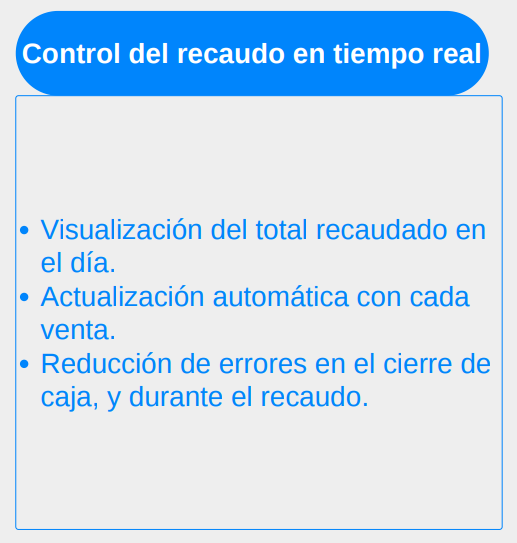 Control del recaudo en tiempo real
• Visualización del total recaudado en
el día.
• Actualización automática con cada
venta.
• Reducción de errores en el cierre de
caja, y durante el recaudo.